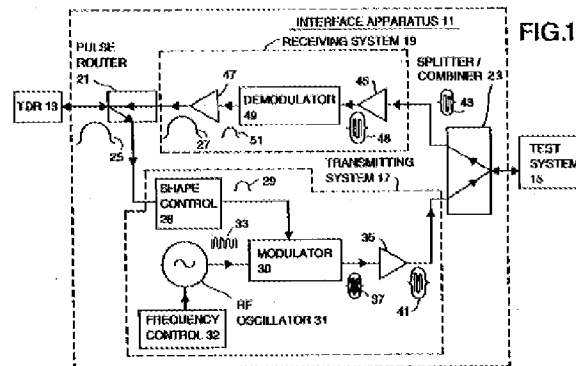 INTERFACE APPARATUS 11
FIG.1
RECEIVING SYSTEM 19
PULSE
ROUTER
21
SPLITTER /
COMBINER 23
47
DEMODULATOR
49
45
43
TDR 13
27
51
48
25
TEST
SYSTEM
15
TRANSMITTING
SYSTEM 17
SHAPE
CONTROL
28
29
33
MODULATOR
30
35
37
41
RF
OSCILLATOR 31
FREQUENCY
CONTROL 32